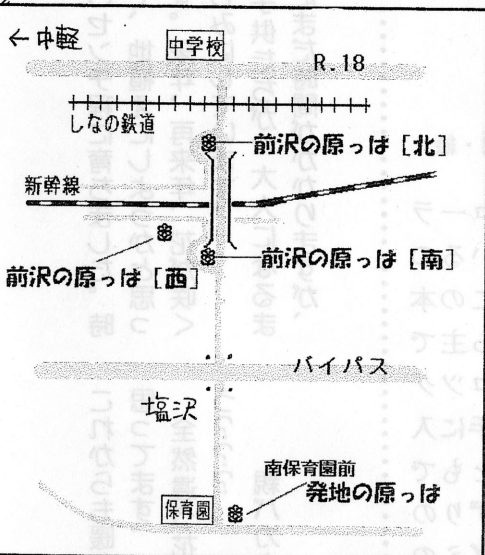 ←中軽
中学校
R.18
しなの鉄道
前沢の原っぱ [北]
新幹線
前沢の原っぱ [西]
前沢の原っぱ [南]
バイパス
塩沢
南保育園前
発地の原っぱ
保育園